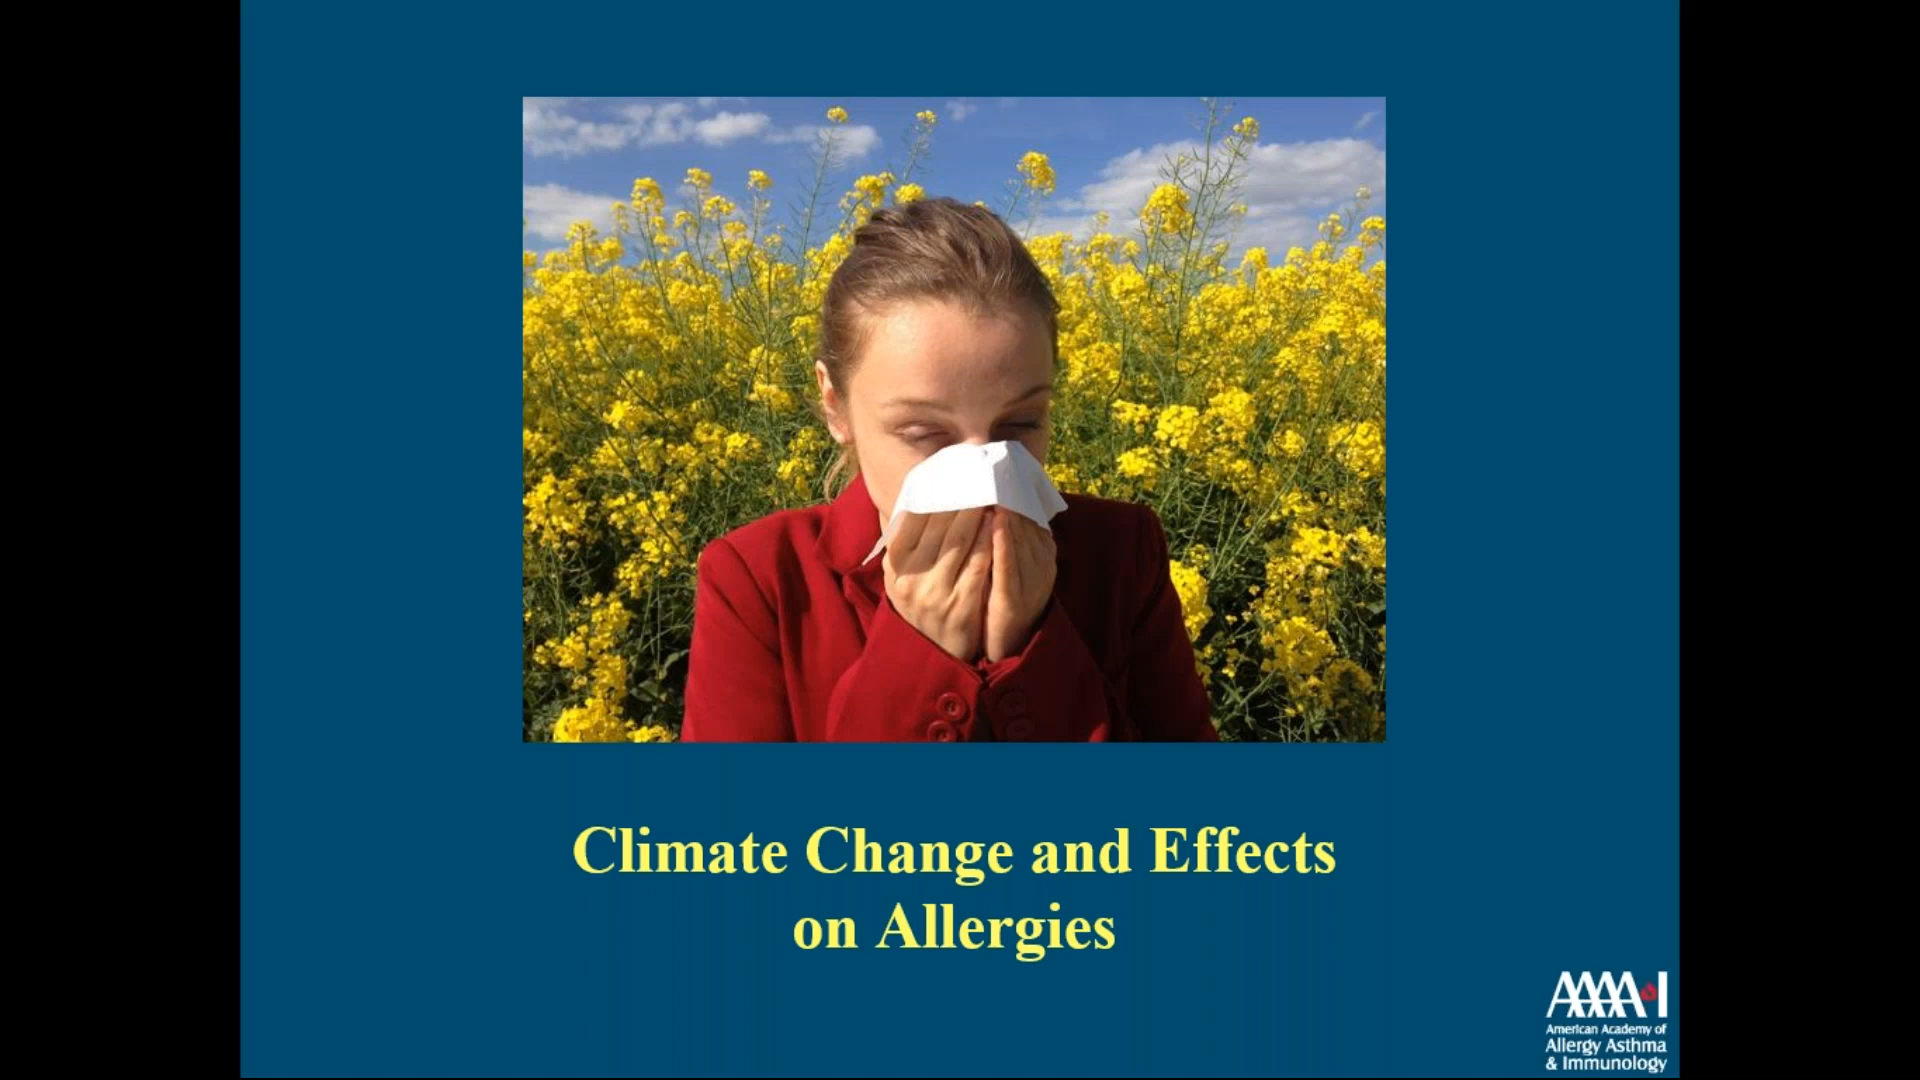 Climate Change and Effects
on Allergies
AAAAI
American Academy of
Allergy Asthma
& Immunology